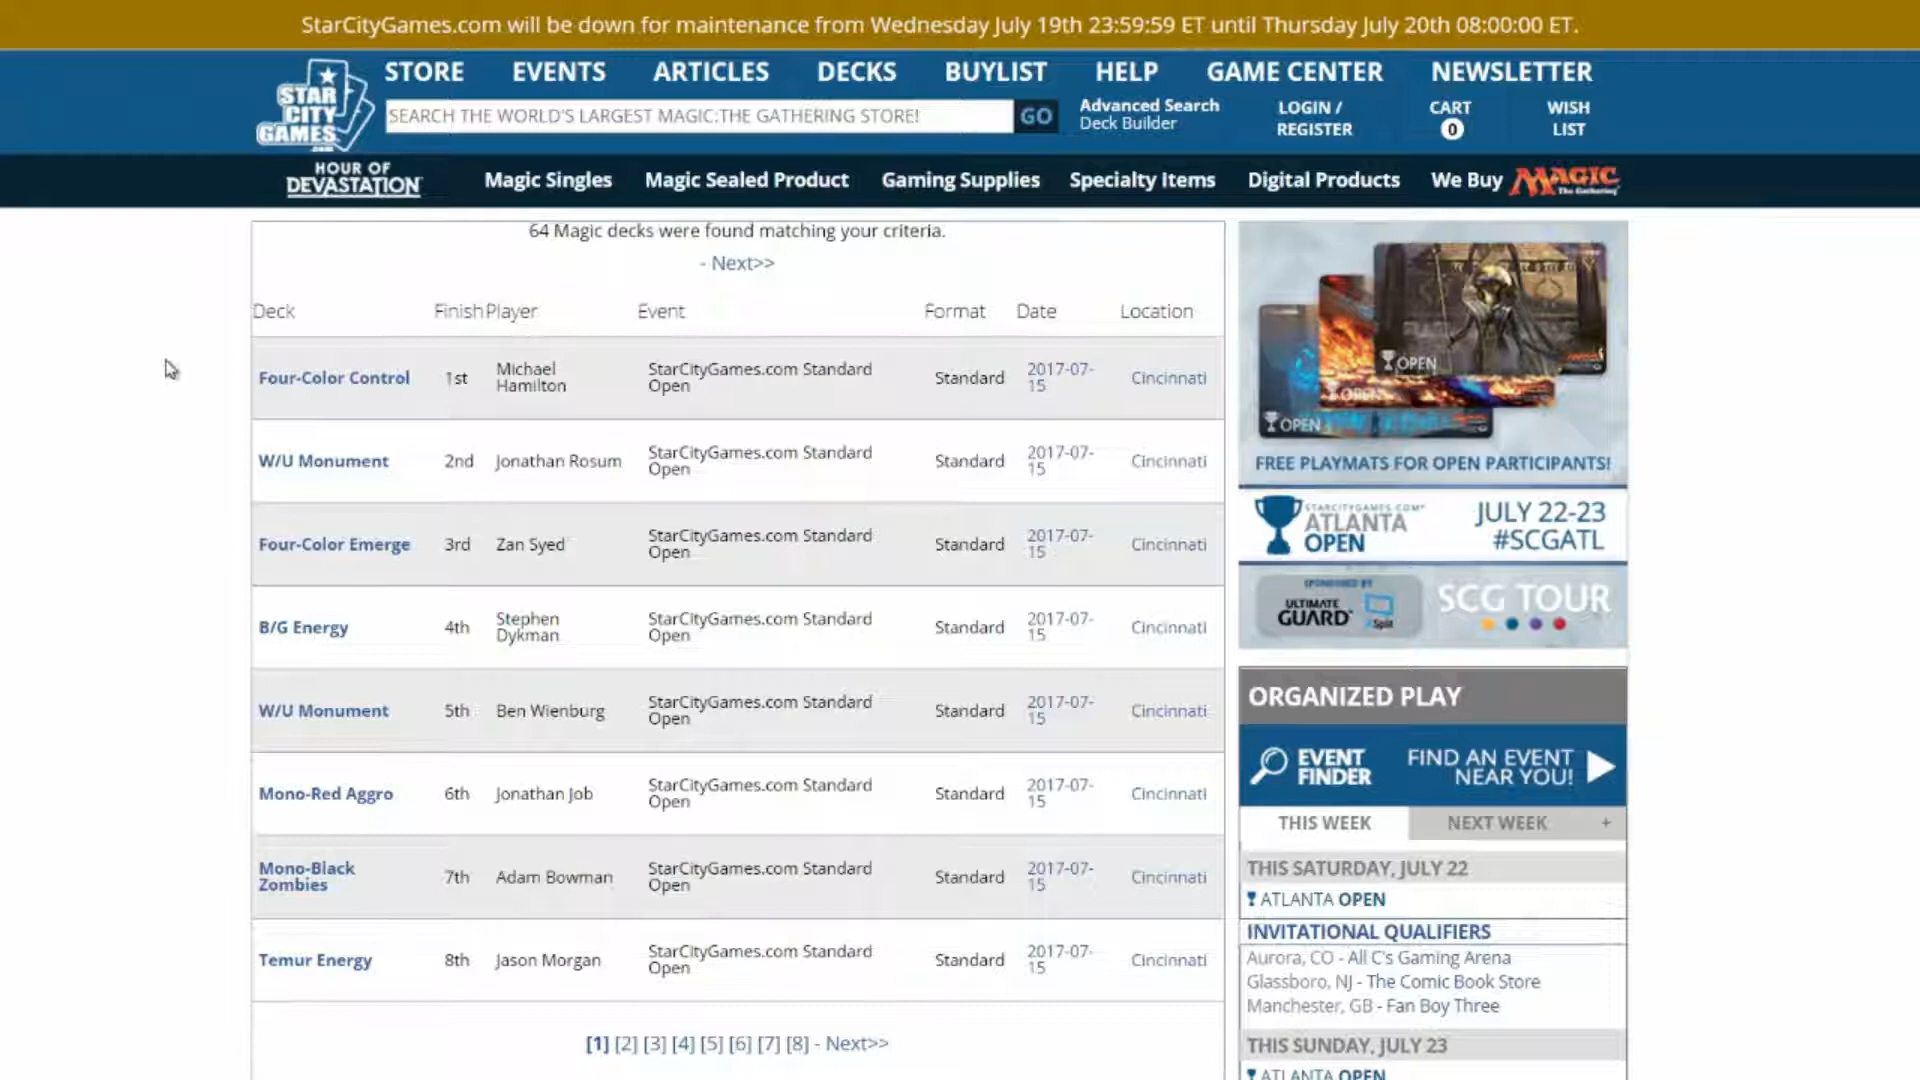 StarCityGames.com will be down for maintenance from Wednesday July 19th 23:59:59 ET until Thursday July 20th 08:00:00 ET.
STORE EVENTS ARTICLES DECKS BUYLIST HELP GAME CENTER NEWSLETTER
STAR CITY GAMES .com
SEARCH THE WORLD'S LARGEST MAGIC:THE GATHERING STORE! GO
Advanced Search
Deck Builder
LOGIN /
REGISTER
CART
0
WISH
LIST
HOUR OF
DEVASTATION
Magic Singles Magic Sealed Product Gaming Supplies Specialty Items Digital Products We Buy MAGIC
The Gathering
64 Magic decks were found matching your criteria.
- Next>>
Deck Finish Player Event Format Date Location
Four-Color Control 1st Michael Hamilton StarCityGames.com Standard Open Standard 2017-07-15 Cincinnati
W/U Monument 2nd Jonathan Rosum StarCityGames.com Standard Open Standard 2017-07-15 Cincinnati
Four-Color Emerge 3rd Zan Syed StarCityGames.com Standard Open Standard 2017-07-15 Cincinnati
B/G Energy 4th Stephen Dykman StarCityGames.com Standard Open Standard 2017-07-15 Cincinnati
W/U Monument 5th Ben Wienburg StarCityGames.com Standard Open Standard 2017-07-15 Cincinnati
Mono-Red Aggro 6th Jonathan Job StarCityGames.com Standard Open Standard 2017-07-15 Cincinnati
Mono-Black Zombies 7th Adam Bowman StarCityGames.com Standard Open Standard 2017-07-15 Cincinnati
Temur Energy 8th Jason Morgan StarCityGames.com Standard Open Standard 2017-07-15 Cincinnati
[1] [2] [3] [4] [5] [6] [7] [8] - Next>>
OPEN
OPEN
OPEN
FREE PLAYMATS FOR OPEN PARTICIPANTS!
STARCITYGAMES.COM
ATLANTA
OPEN
JULY 22-23
#SCGATL
SPONSORED BY
ULTIMATE
GUARD
XSplit
SCG TOUR
ORGANIZED PLAY
EVENT
FINDER
FIND AN EVENT
NEAR YOU!
THIS WEEK NEXT WEEK +
THIS SATURDAY, JULY 22
ATLANTA OPEN
INVITATIONAL QUALIFIERS
Aurora, CO - All C's Gaming Arena
Glassboro, NJ - The Comic Book Store
Manchester, GB - Fan Boy Three
THIS SUNDAY, JULY 23
ATLANTA OPEN